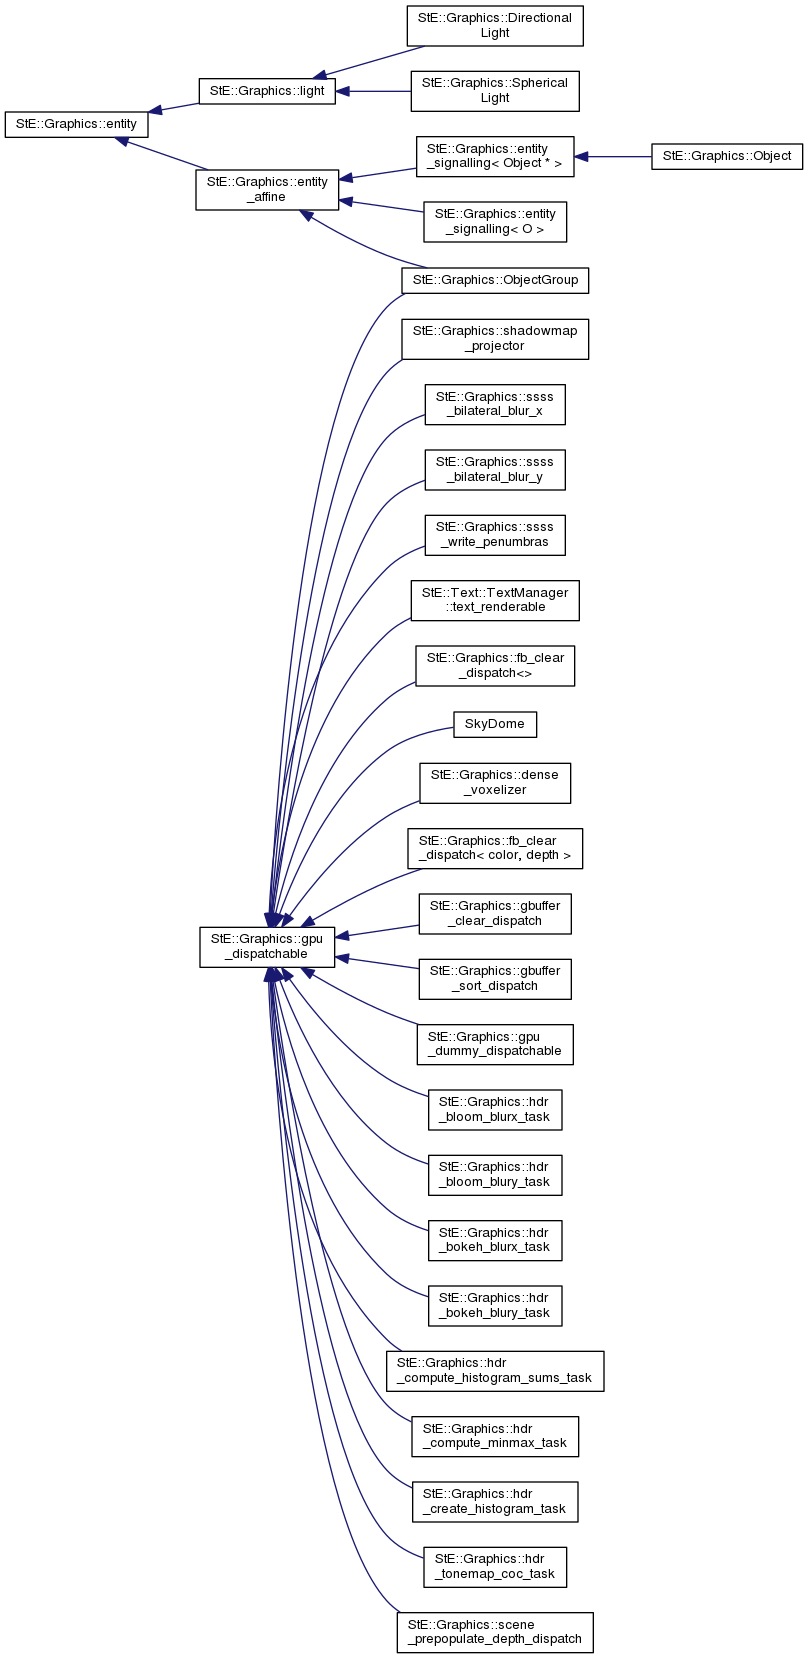 StE::Graphics::Directional
Light
StE::Graphics::light
StE::Graphics::Spherical
Light
StE::Graphics::entity
StE::Graphics::entity
_signalling< Object * >
StE::Graphics::Object
StE::Graphics::entity
_affine
StE::Graphics::entity
_signalling< O >
StE::Graphics::ObjectGroup
StE::Graphics::shadowmap
_projector
StE::Graphics::ssss
_bilateral_blur_x
StE::Graphics::ssss
_bilateral_blur_y
StE::Graphics::ssss
_write_penumbras
StE::Text::TextManager
::text_renderable
StE::Graphics::fb_clear
_dispatch<>
SkyDome
StE::Graphics::dense
_voxelizer
StE::Graphics::fb_clear
_dispatch< color, depth >
StE::Graphics::gbuffer
_clear_dispatch
StE::Graphics::gpu
_dispatchable
StE::Graphics::gbuffer
_sort_dispatch
StE::Graphics::gpu
_dummy_dispatchable
StE::Graphics::hdr
_bloom_blurx_task
StE::Graphics::hdr
_bloom_blury_task
StE::Graphics::hdr
_bokeh_blurx_task
StE::Graphics::hdr
_bokeh_blury_task
StE::Graphics::hdr
_compute_histogram_sums_task
StE::Graphics::hdr
_compute_minmax_task
StE::Graphics::hdr
_create_histogram_task
StE::Graphics::hdr
_tonemap_coc_task
StE::Graphics::scene
_prepopulate_depth_dispatch